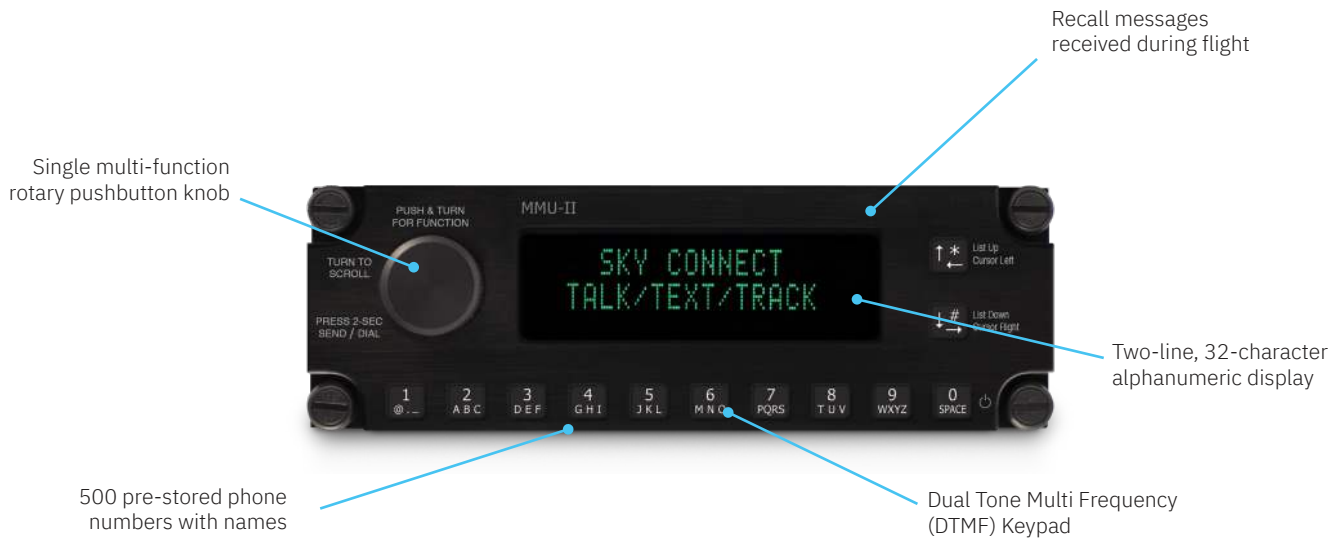 Recall messages
received during flight
Single multi-function
rotary pushbutton knob
PUSH & TURN
FOR FUNCTION
MMU-II
TURN TO
SCROLL
SKY CONNECT
TALK/TEXT/TRACK
↑ *
←
List Up
Cursor Left
PRESS 2-SEC
SEND / DIAL
↓ #
→
List Down
Cursor Right
Two-line, 32-character
alphanumeric display
1 2 3 4 5 6 7 8 9 0
@._ ABC DEF GHI JKL MNO PQRS TUV WXYZ SPACE
500 pre-stored phone
numbers with names
Dual Tone Multi Frequency
(DTMF) Keypad